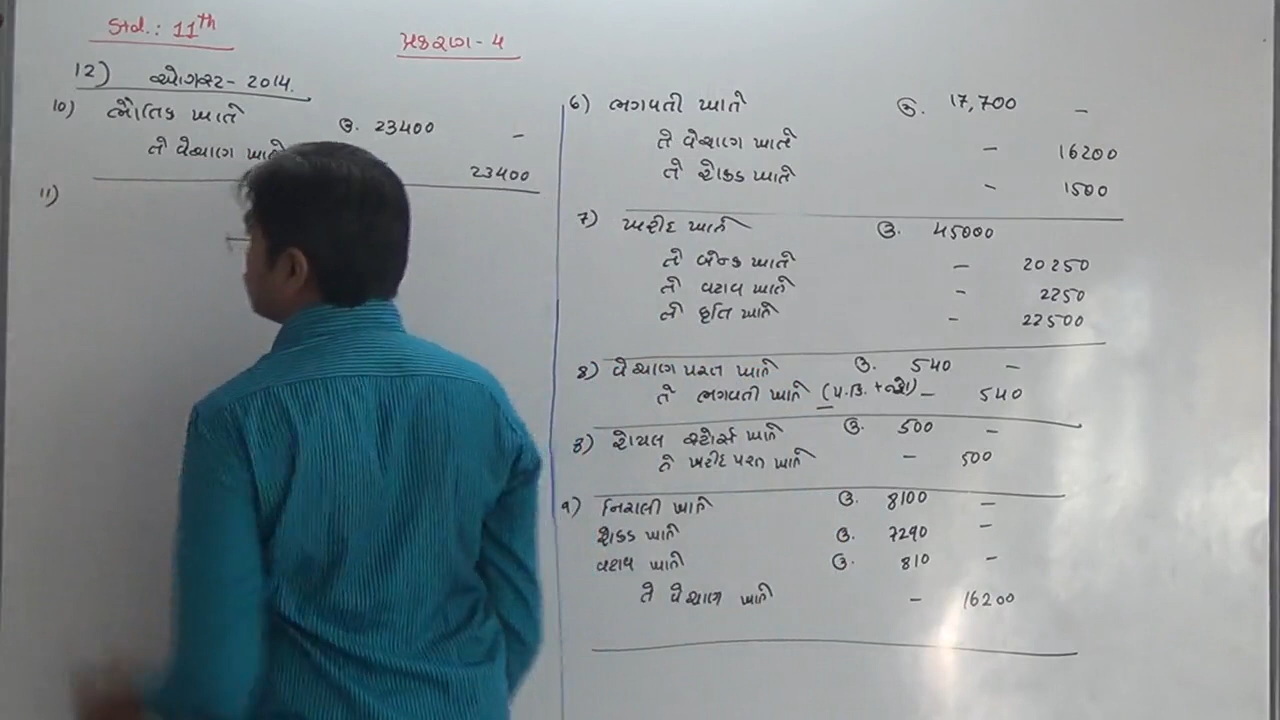 Std.: 11th
પ્રકરણ - 4
12) ઓગસ્ટ - 2014.
10) ભૌતિક ખાતે ઉ. 23400 -
તે વેચાણ ખાતે 23400
11)
6) ભગવતી ખાતે ઉ. 17,700 -
તે વેચાણ ખાતે - 16200
તે રોકડ ખાતે - 1500
7) ખરીદ ખાતે ઉ. 45000
તે બેન્ક ખાતે - 20250
તે વટાવ ખાતે - 2250
તે કૃતિ ખાતે - 22500
8) વેચાણ પરત ખાતે ઉ. 540 -
તે ભગવતી ખાતે - 540
8) રોયલ સ્ટોર્સ ખાતે ઉ. 500 -
તે ખરીદ પરત ખાતે - 500
9) નિરાલી ખાતે ઉ. 8100 -
રોકડ ખાતે ઉ. 7290 -
વટાવ ખાતે ઉ. 810 -
તે વેચાણ ખાતે - 16200